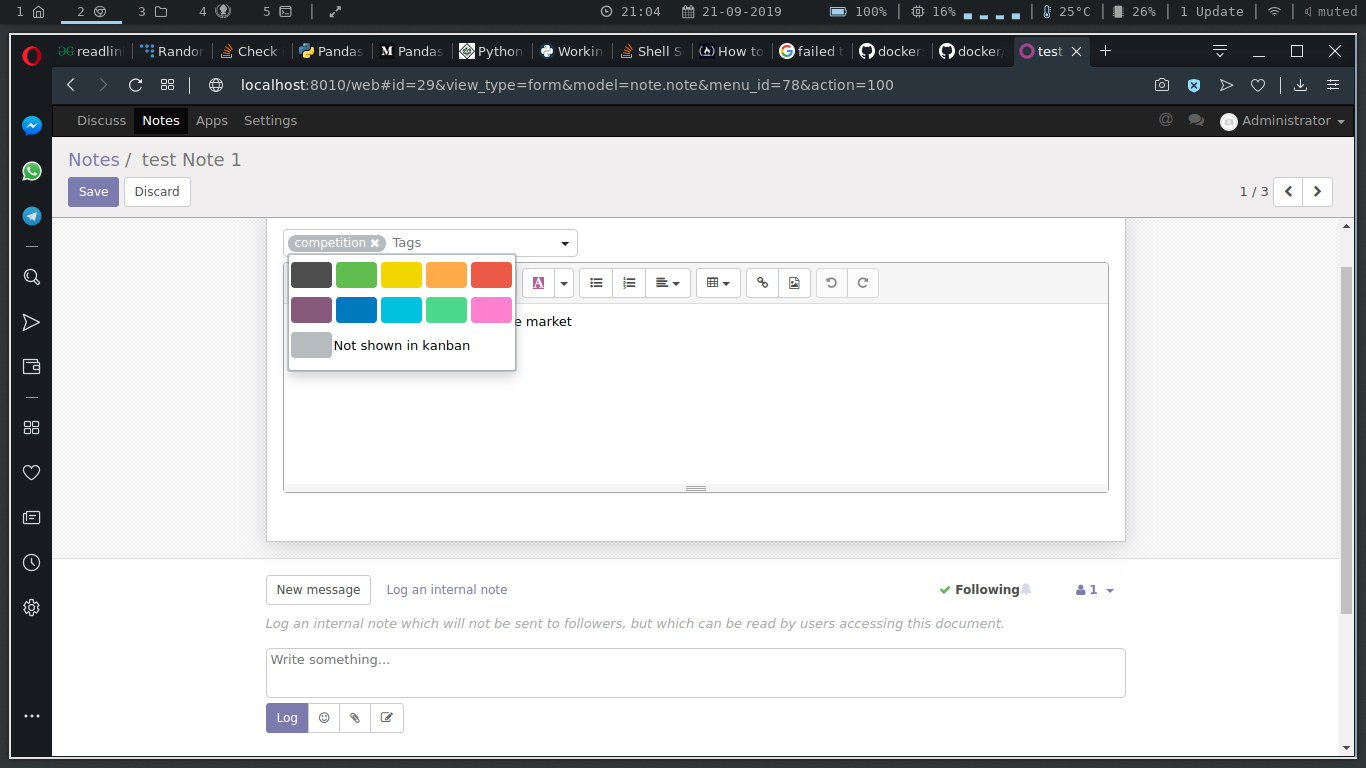 1 2 3 4 5 21:04 21-09-2019 100% 16% 25°C 26% 1 Update muted
readlin Randor Check Pandas Pandas Python Workin Shell S How to failed t docker docker test
localhost:8010/web#id=29&view_type=form&model=note.note&menu_id=78&action=100
Discuss Notes Apps Settings @ Administrator
Notes / test Note 1
Save Discard 1 / 3
competition Tags
A
e market
Not shown in kanban
New message Log an internal note Following 1
Log an internal note which will not be sent to followers, but which can be read by users accessing this document.
Write something...
Log